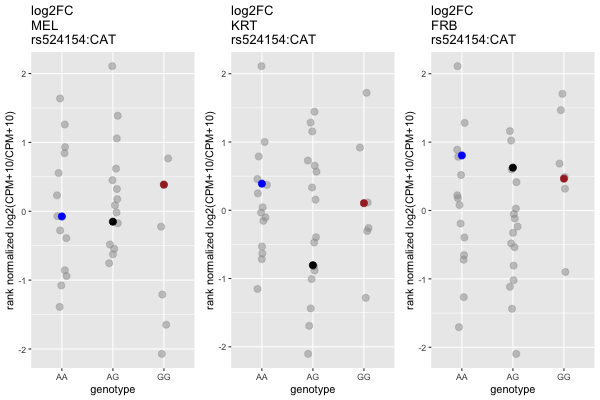 log2FC
MEL
rs524154:CAT
rank normalized log2(CPM+10/CPM+10)
2
1
0
-1
-2
AA
AG
GG
genotype
log2FC
KRT
rs524154:CAT
rank normalized log2(CPM+10/CPM+10)
2
1
0
-1
-2
AA
AG
GG
genotype
log2FC
FRB
rs524154:CAT
rank normalized log2(CPM+10/CPM+10)
2
1
0
-1
-2
AA
AG
GG
genotype